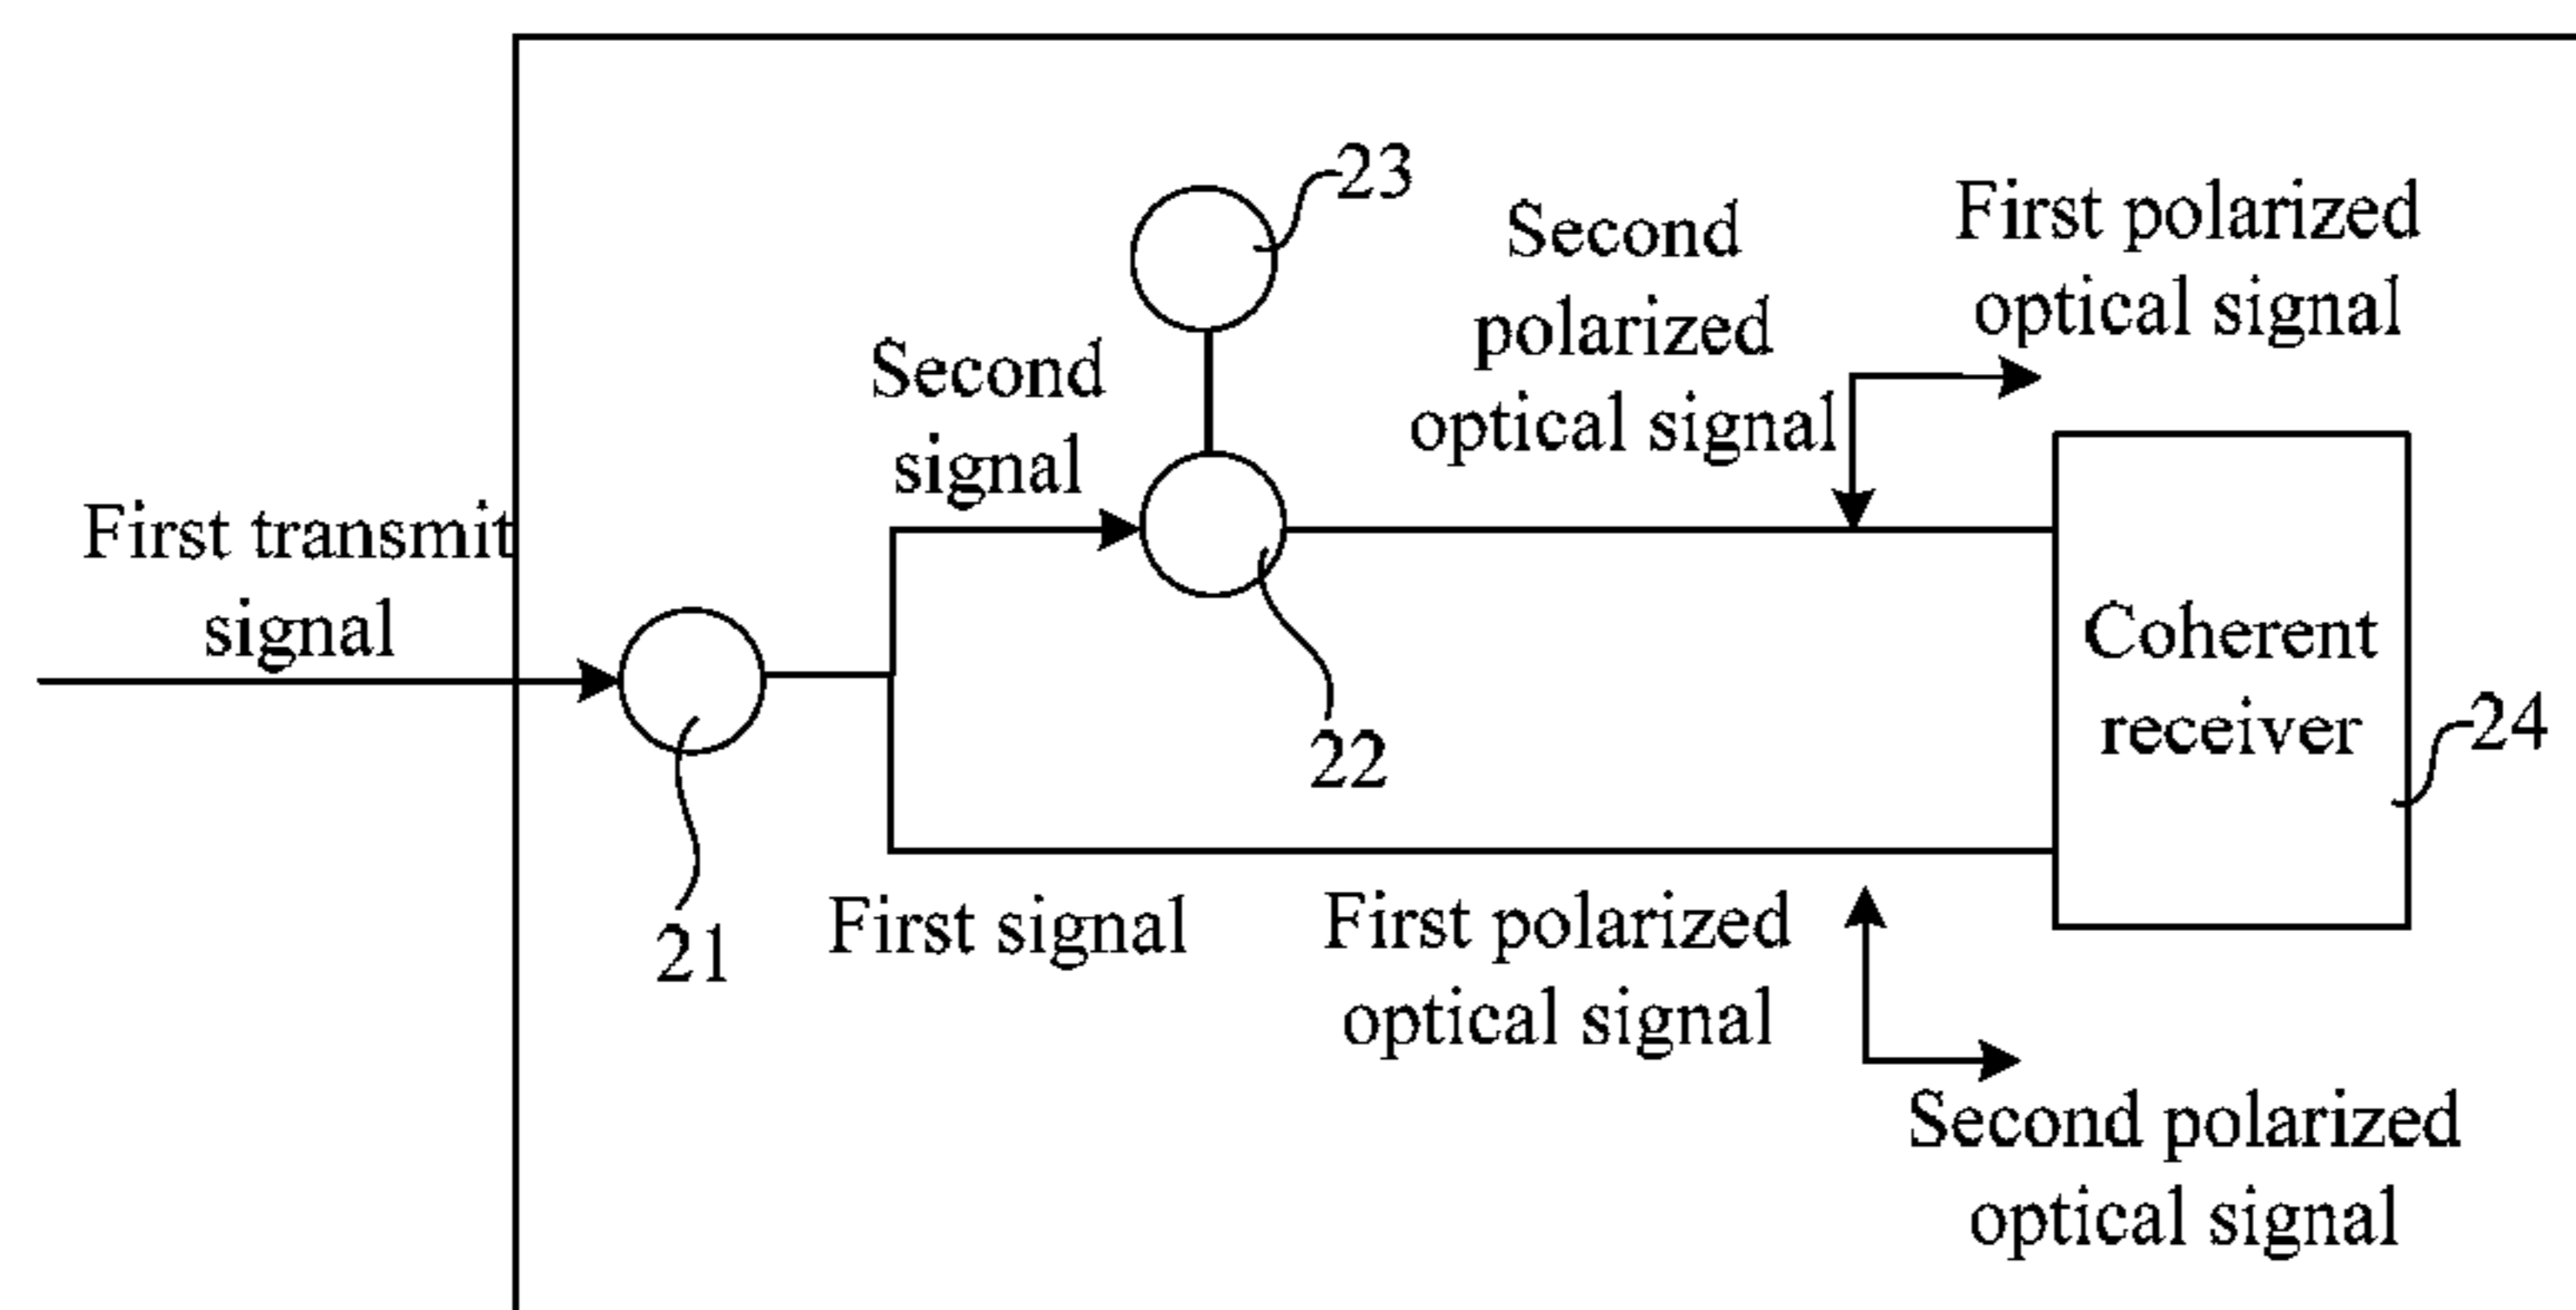 23
First polarized
optical signal
Second
polarized
optical signal
Second
signal
First transmit
signal
Coherent
receiver
24
22
21
First signal
First polarized
optical signal
Second polarized
optical signal